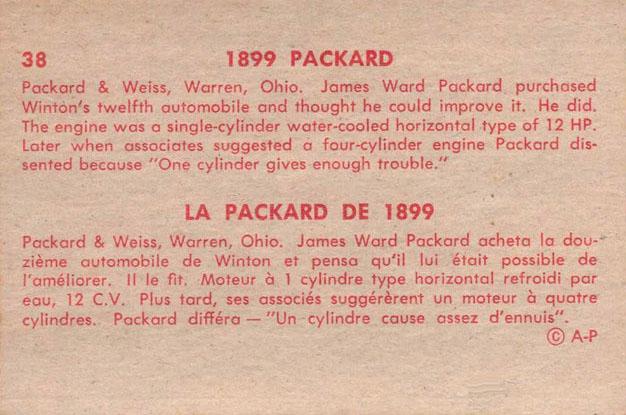 38 1899 PACKARD
Packard & Weiss, Warren, Ohio. James Ward Packard purchased
Winton's twelfth automobile and thought he could improve it. He did.
The engine was a single-cylinder water-cooled horizontal type of 12 HP.
Later when associates suggested a four-cylinder engine Packard dis-
sented because "One cylinder gives enough trouble."
LA PACKARD DE 1899
Packard & Weiss, Warren, Ohio. James Ward Packard acheta la dou-
zième automobile de Winton et pensa qu'il lui était possible de
l'améliorer. Il le fit. Moteur à 1 cylindre type horizontal refroidi par
eau, 12 C.V. Plus tard, ses associés suggérèrent un moteur à quatre
cylindres. Packard différa — "Un cylindre cause assez d'ennuis".
© A-P